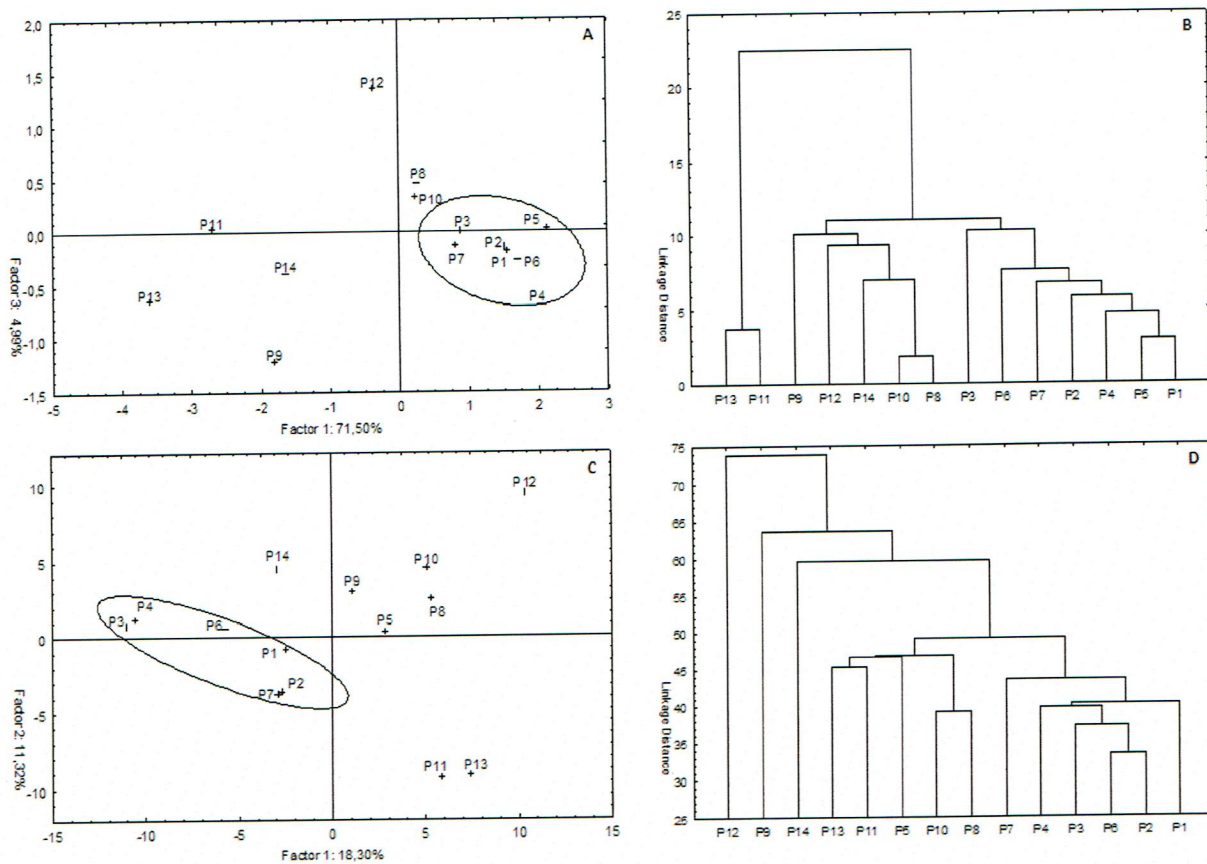 A
2,0
1,5
1,0
0,5
0,0
-0,5
-1,0
-1,5
Factor 3: 4,99%
P12
P8
P10
P11
P3
P5
P2
P7
P1
P6
P14
P4
P13
P9
-5 -4 -3 -2 -1 0 1 2 3
Factor 1: 71,50%
B
25
20
15
10
5
0
Linkage Distance
P13 P11 P9 P12 P14 P10 P8 P3 P6 P7 P2 P4 P5 P1
C
10
5
0
-5
-10
Factor 2: 11,32%
P12
P14
P10
P9
P8
P4
P3
P6
P5
P1
P7
P2
P11 P13
-15 -10 -5 0 5 10 15
Factor 1: 18,30%
D
75
70
65
60
55
50
45
40
35
30
25
Linkage Distance
P12 P9 P14 P13 P11 P5 P10 P8 P7 P4 P3 P6 P2 P1